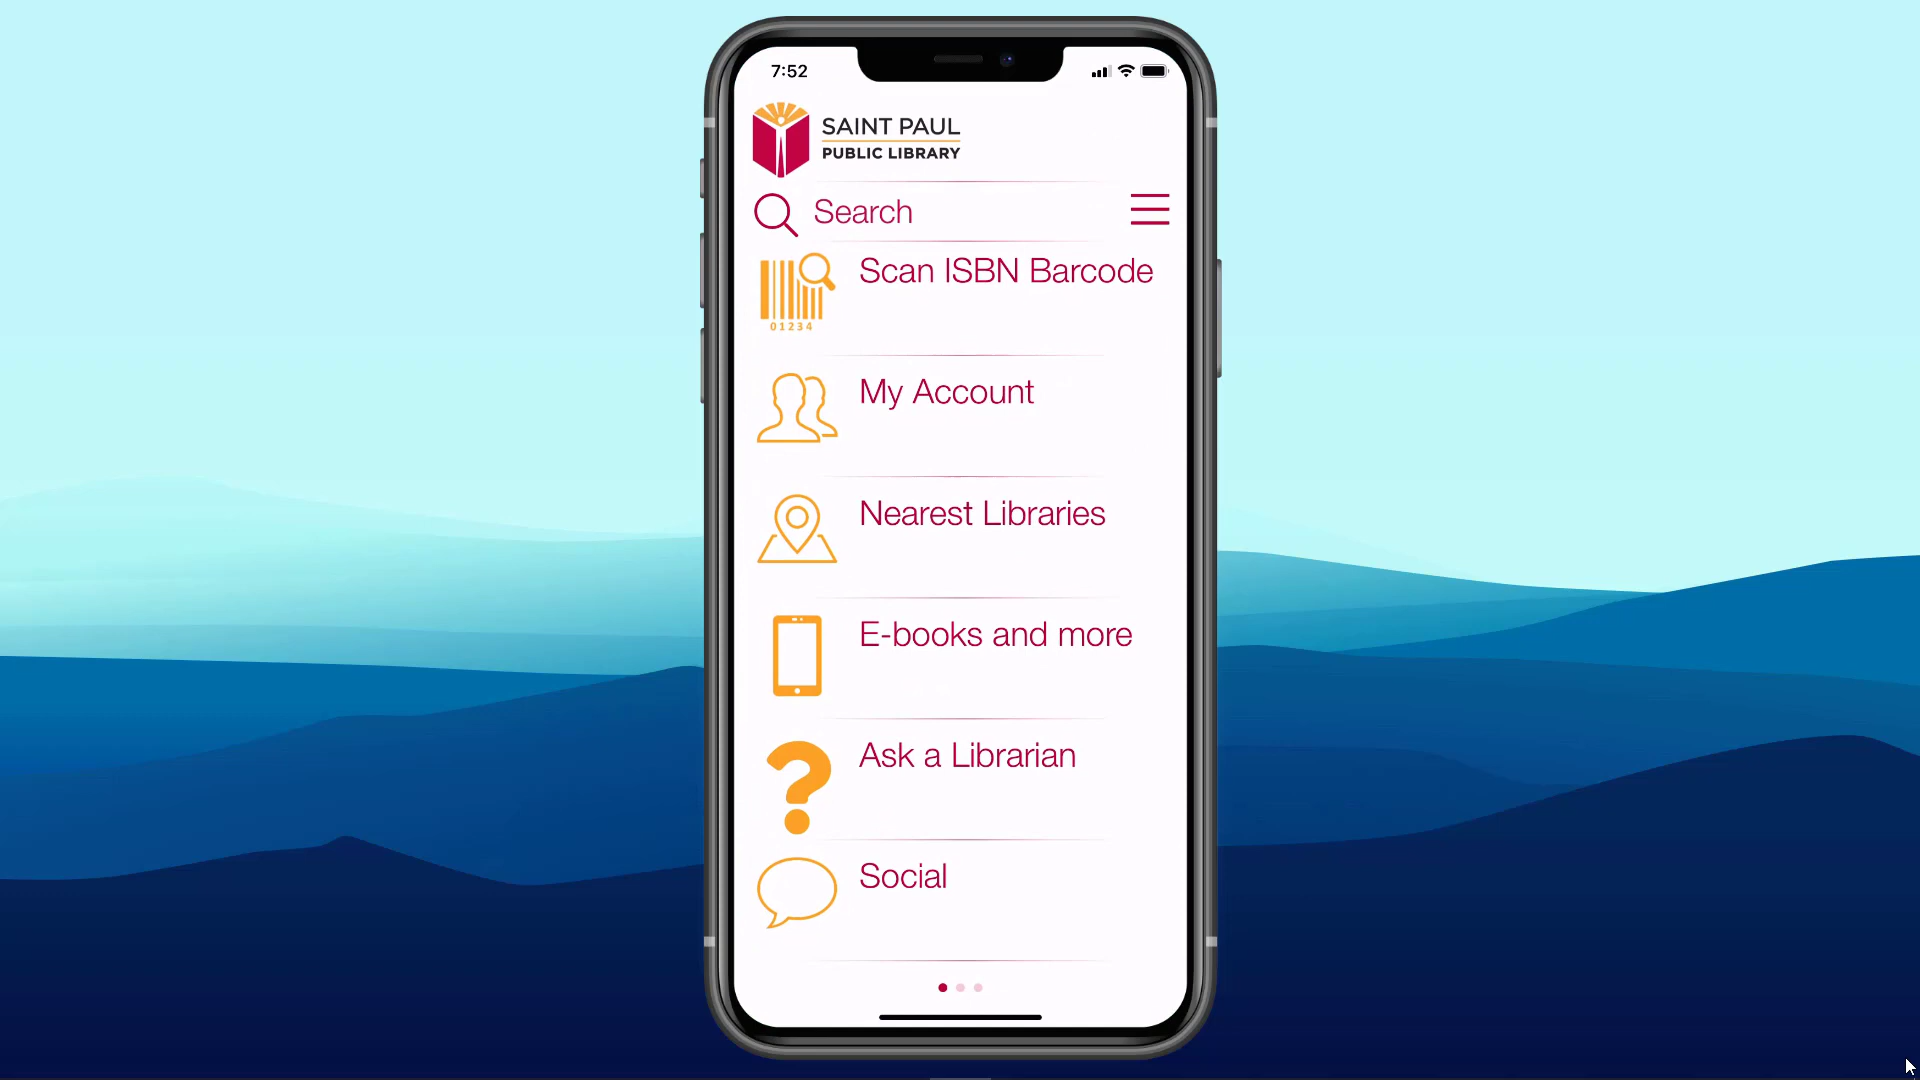 7:52
SAINT PAUL
PUBLIC LIBRARY
Search
Scan ISBN Barcode
01234
My Account
Nearest Libraries
E-books and more
Ask a Librarian
Social